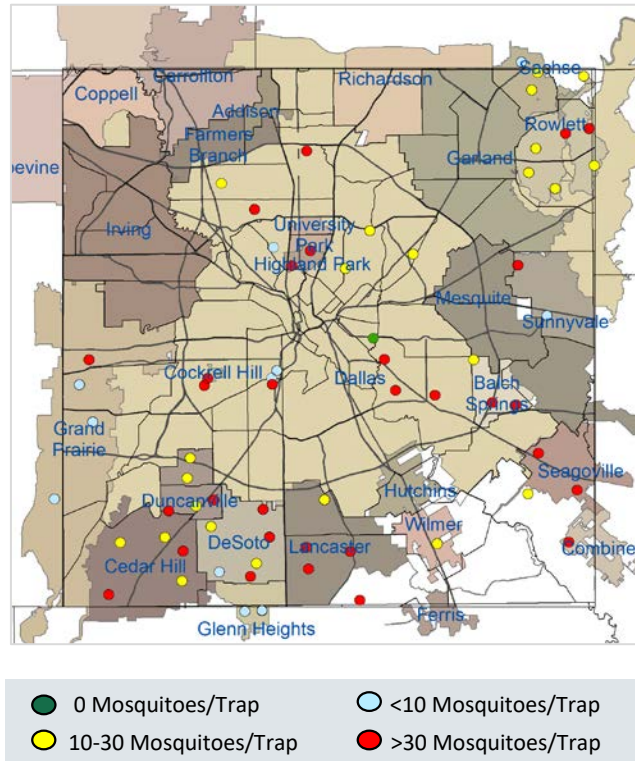 Carrollton
Sachse
Coppell
Richardson
Addison
Farmers
Branch
Rowlett
Garland
Irving
University
Park
Highland Park
Mesquite
Sunnyvale
Cockrell Hill
Dallas
Balch
Springs
Grand
Prairie
Seagoville
Hutchins
Duncanville
Wilmer
DeSoto
Lancaster
Combine
Cedar Hill
Ferris
Glenn Heights
0 Mosquitoes/Trap
<10 Mosquitoes/Trap
10-30 Mosquitoes/Trap
>30 Mosquitoes/Trap